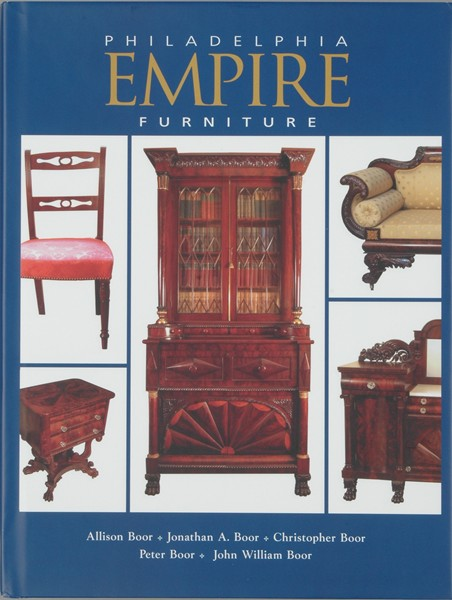 PHILADELPHIA
EMPIRE
FURNITURE
Allison Boor ✦ Jonathan A. Boor ✦ Christopher Boor
Peter Boor ✦ John William Boor